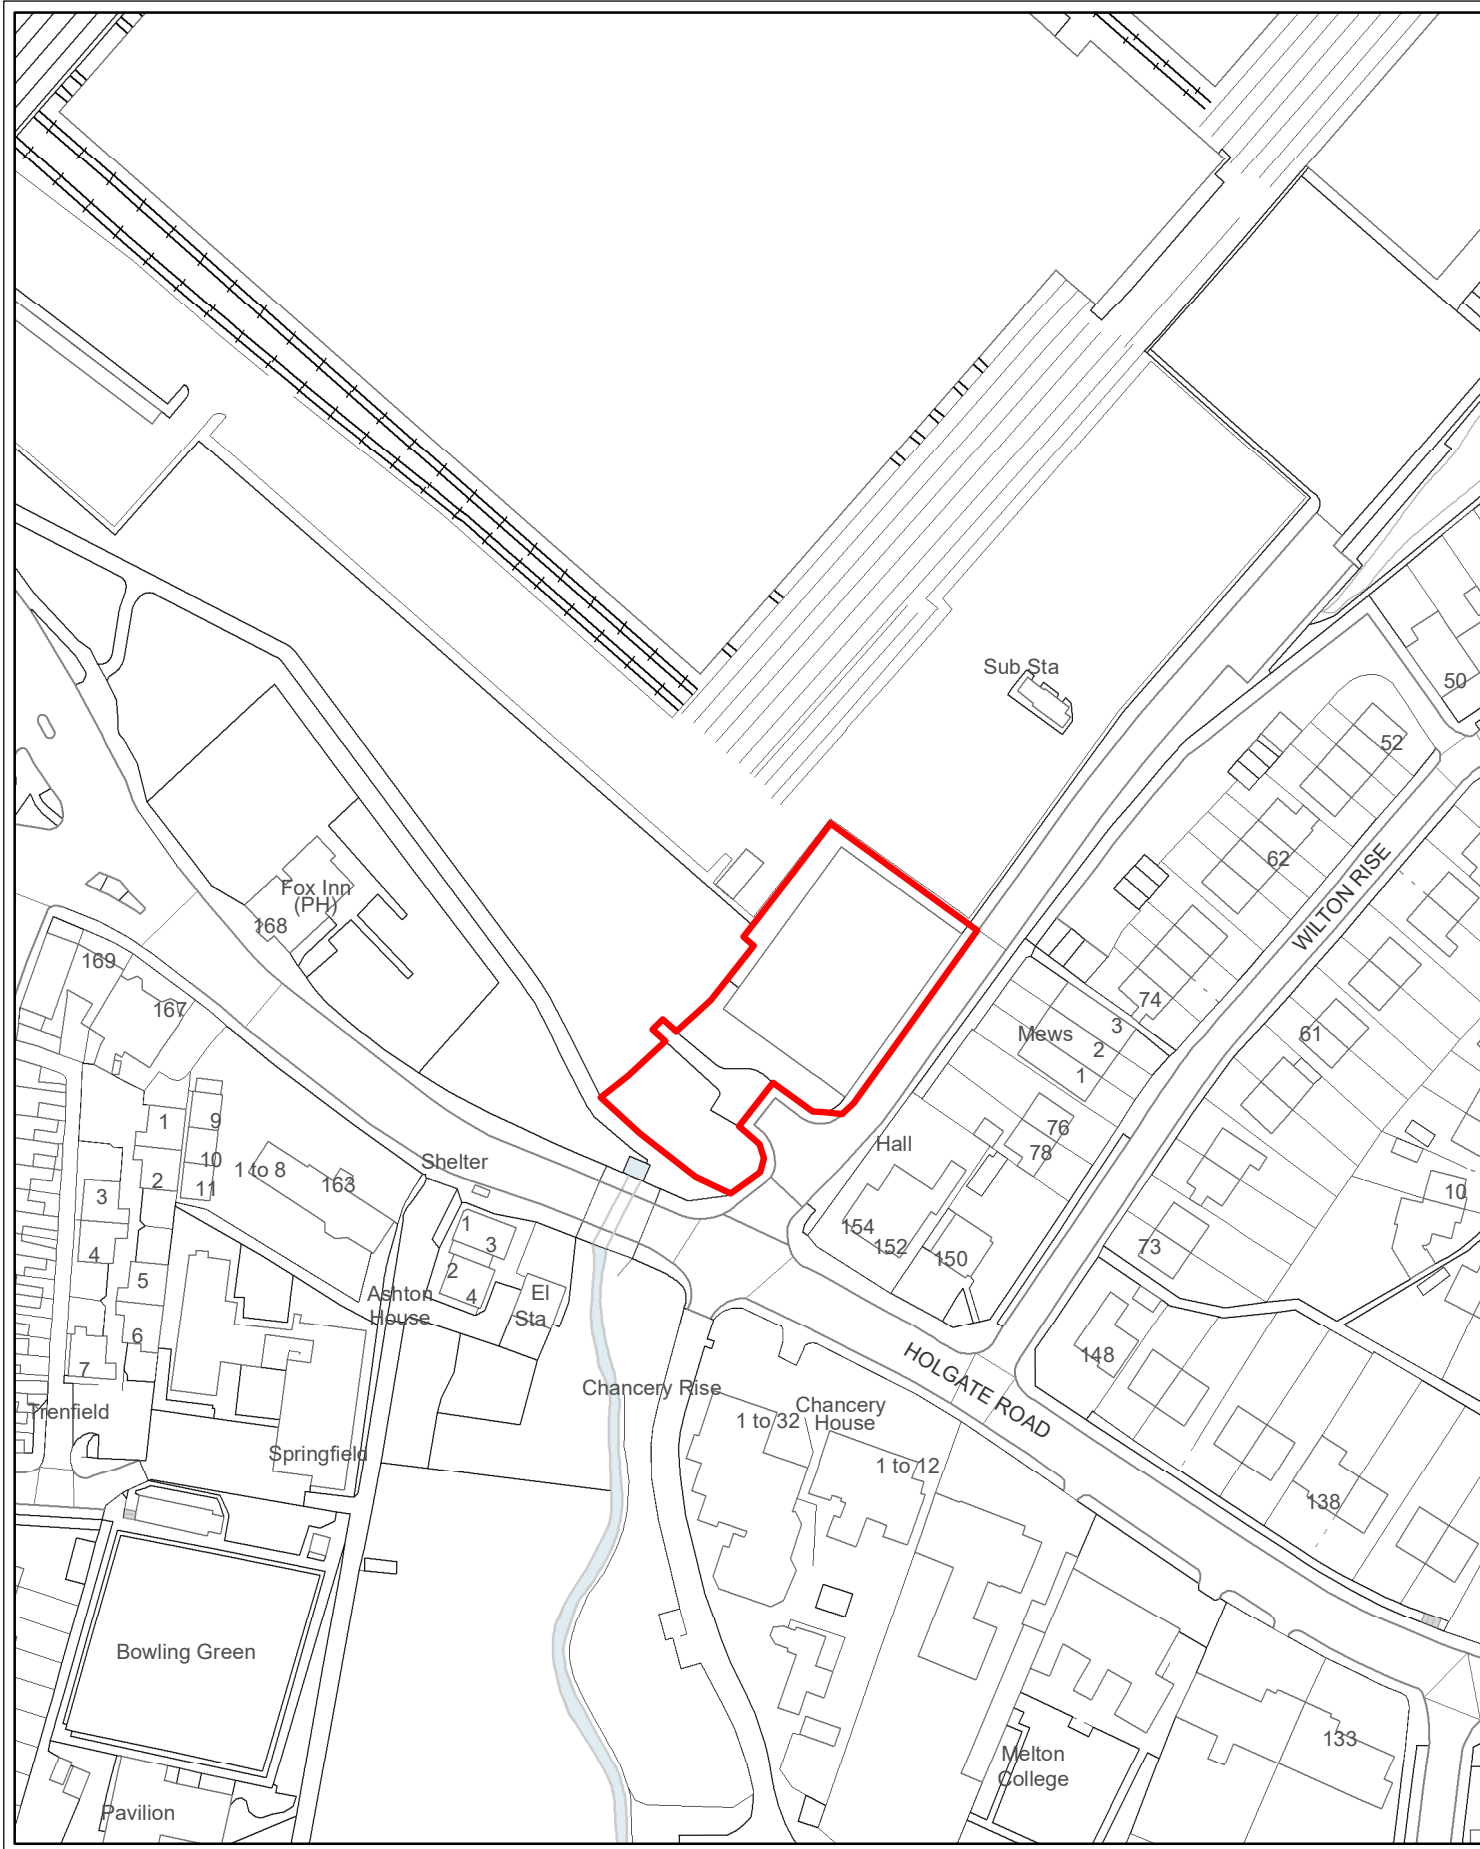 Sub Sta
50
52
62
WILTON RISE
Fox Inn
(PH)
168
169
167
74
3
Mews
2
1
61
76
78
Hall
1
9
10
11
2
1 to 8
163
Shelter
3
4
5
6
7
1
3
2
4
El
Sta
Ashton
House
154
152
150
73
10
148
HOLGATE ROAD
Chancery Rise
1 to 32
Chancery
House
1 to 12
138
Trenfield
Springfield
Bowling Green
Pavilion
Melton
College
133